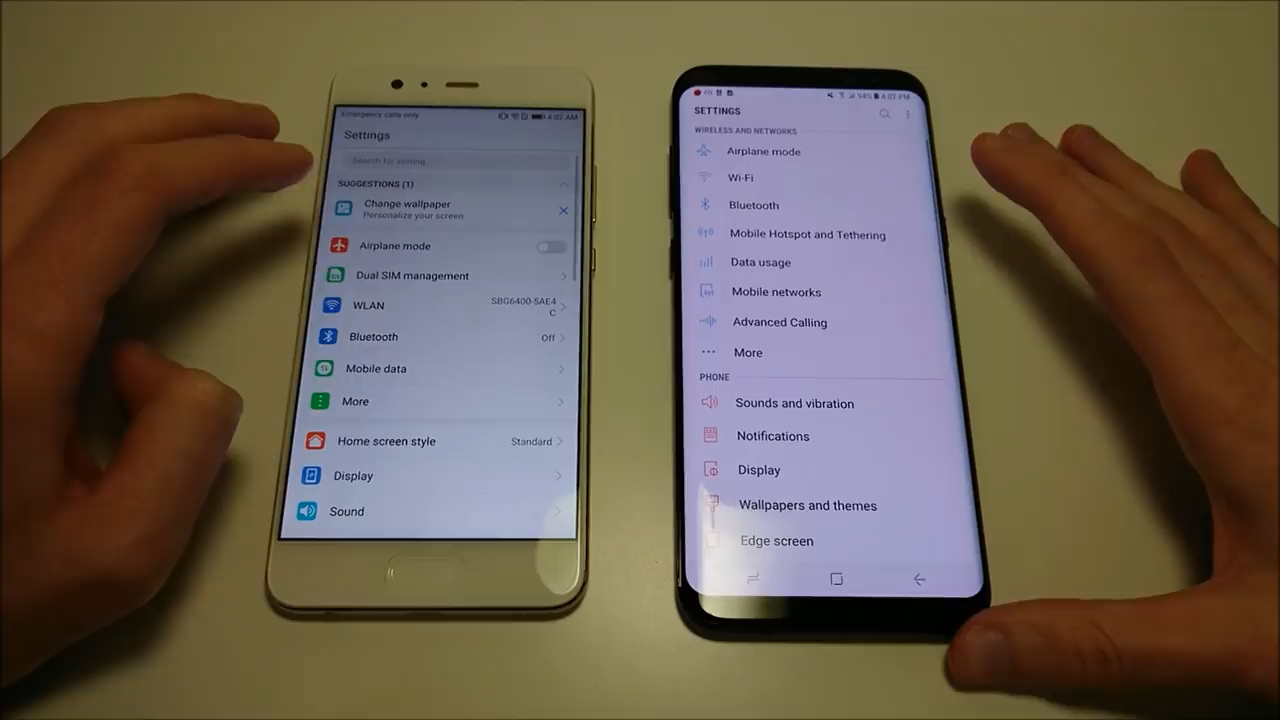 Emergency calls only
4:02 AM
Settings
Search for setting
SUGGESTIONS (1)
Change wallpaper
Personalize your screen
Airplane mode
Dual SIM management
WLAN
SBG6400-5AE4
C
Bluetooth
Off
Mobile data
More
Home screen style
Standard
Display
Sound
94% 4:02 PM
SETTINGS
WIRELESS AND NETWORKS
Airplane mode
Wi-Fi
Bluetooth
Mobile Hotspot and Tethering
Data usage
Mobile networks
Advanced Calling
More
PHONE
Sounds and vibration
Notifications
Display
Wallpapers and themes
Edge screen